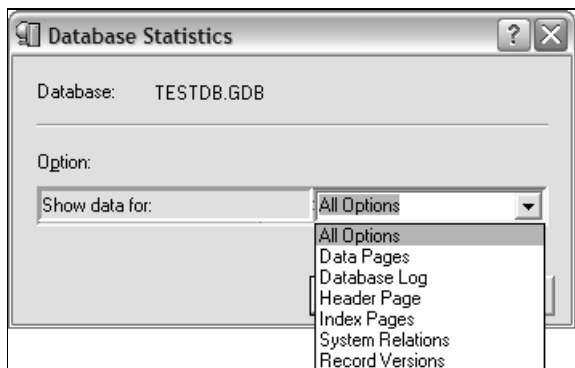 Database Statistics
Database: TESTDB.GDB
Option:
Show data for: All Options
All Options
Data Pages
Database Log
Header Page
Index Pages
System Relations
Record Versions